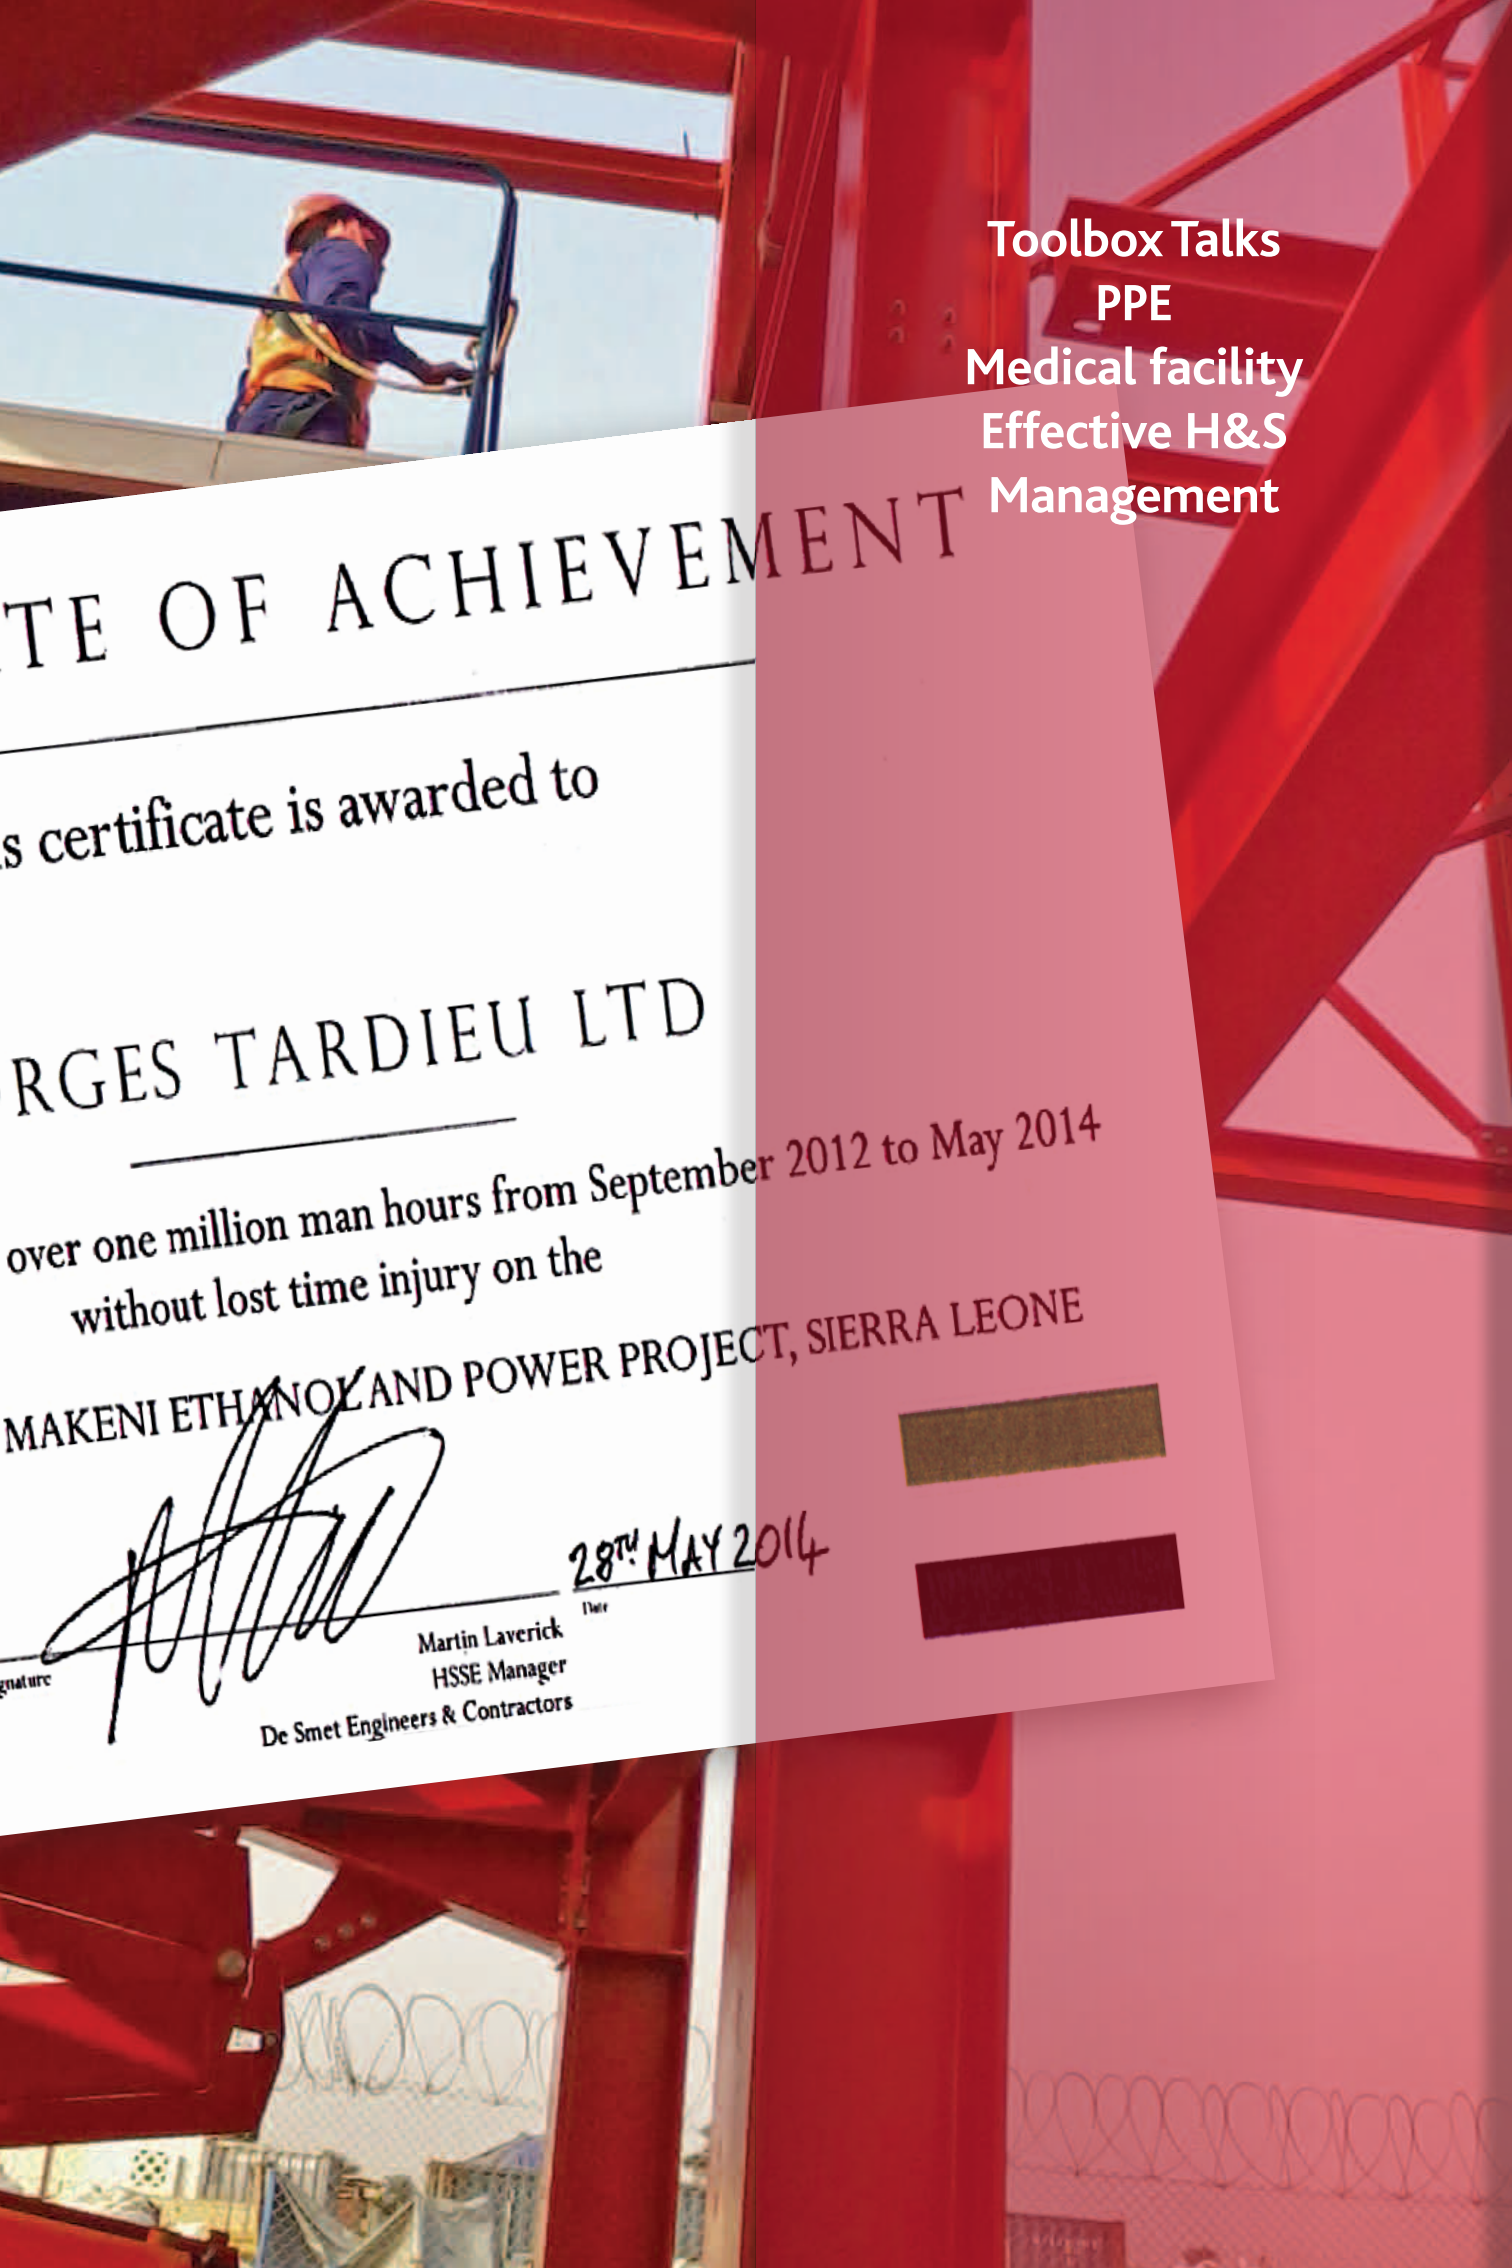 Toolbox Talks
PPE
Medical facility
Effective H&S
Management
TE OF ACHIEVEMENT
s certificate is awarded to
RGES TARDIEU LTD
over one million man hours from September 2012 to May 2014
without lost time injury on the
MAKENI ETHANOL AND POWER PROJECT, SIERRA LEONE
28TH MAY 2014
Date
gnature
Martin Laverick
HSSE Manager
De Smet Engineers & Contractors